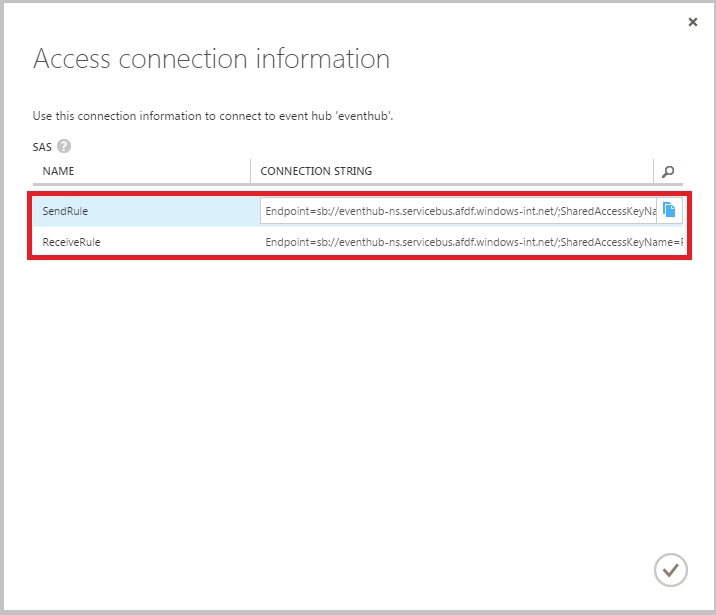 Access connection information
Use this connection information to connect to event hub 'eventhub'.
SAS ?
NAME CONNECTION STRING
SendRule Endpoint=sb://eventhub-ns.servicebus.afdf.windows-int.net/;SharedAccessKeyNa
ReceiveRule Endpoint=sb://eventhub-ns.servicebus.afdf.windows-int.net/;SharedAccessKeyName=